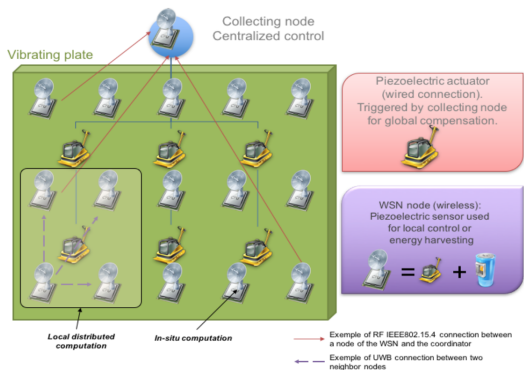 Collecting node
Centralized control
Vibrating plate
Piezoelectric actuator
(wired connection).
Triggered by collecting node
for global compensation.
WSN node (wireless):
Piezoelectric sensor used
for local control or
energy harvesting
= +
Local distributed
computation
In-situ computation
Exemple of RF IEEE802.15.4 connection between
a node of the WSN and the coordinator
Exemple of UWB connection between two
neighbor nodes